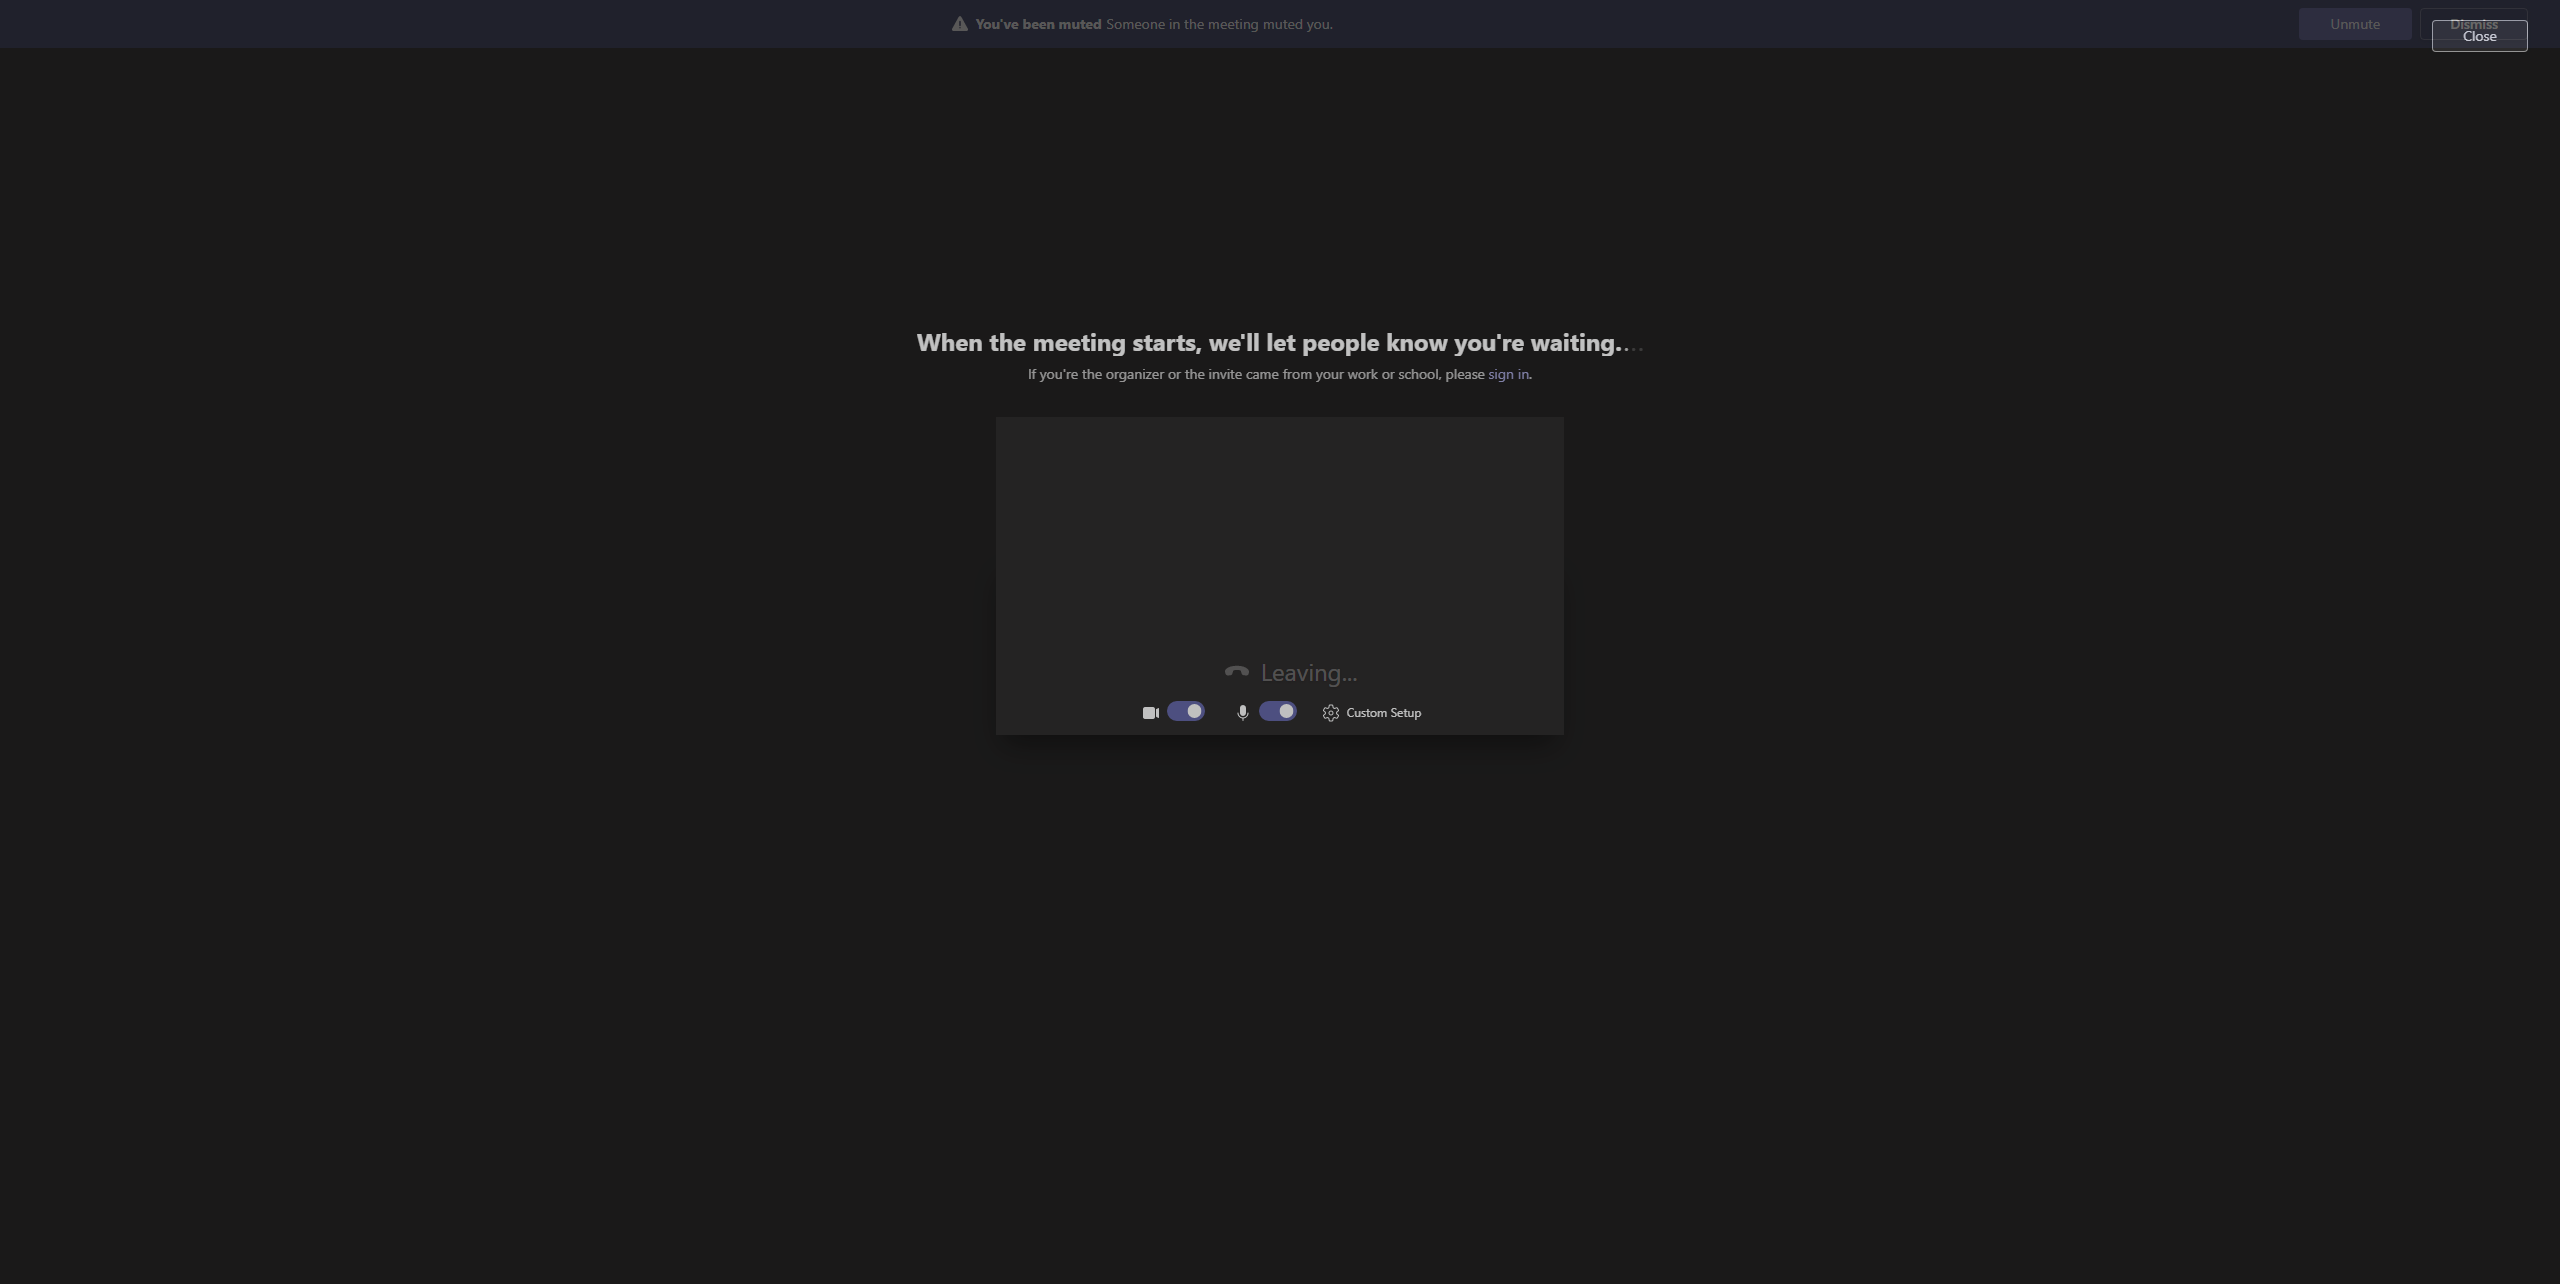 You've been muted Someone in the meeting muted you.
Unmute
Dismiss
Close
When the meeting starts, we'll let people know you're waiting....
If you're the organizer or the invite came from your work or school, please sign in.
Leaving...
Custom Setup